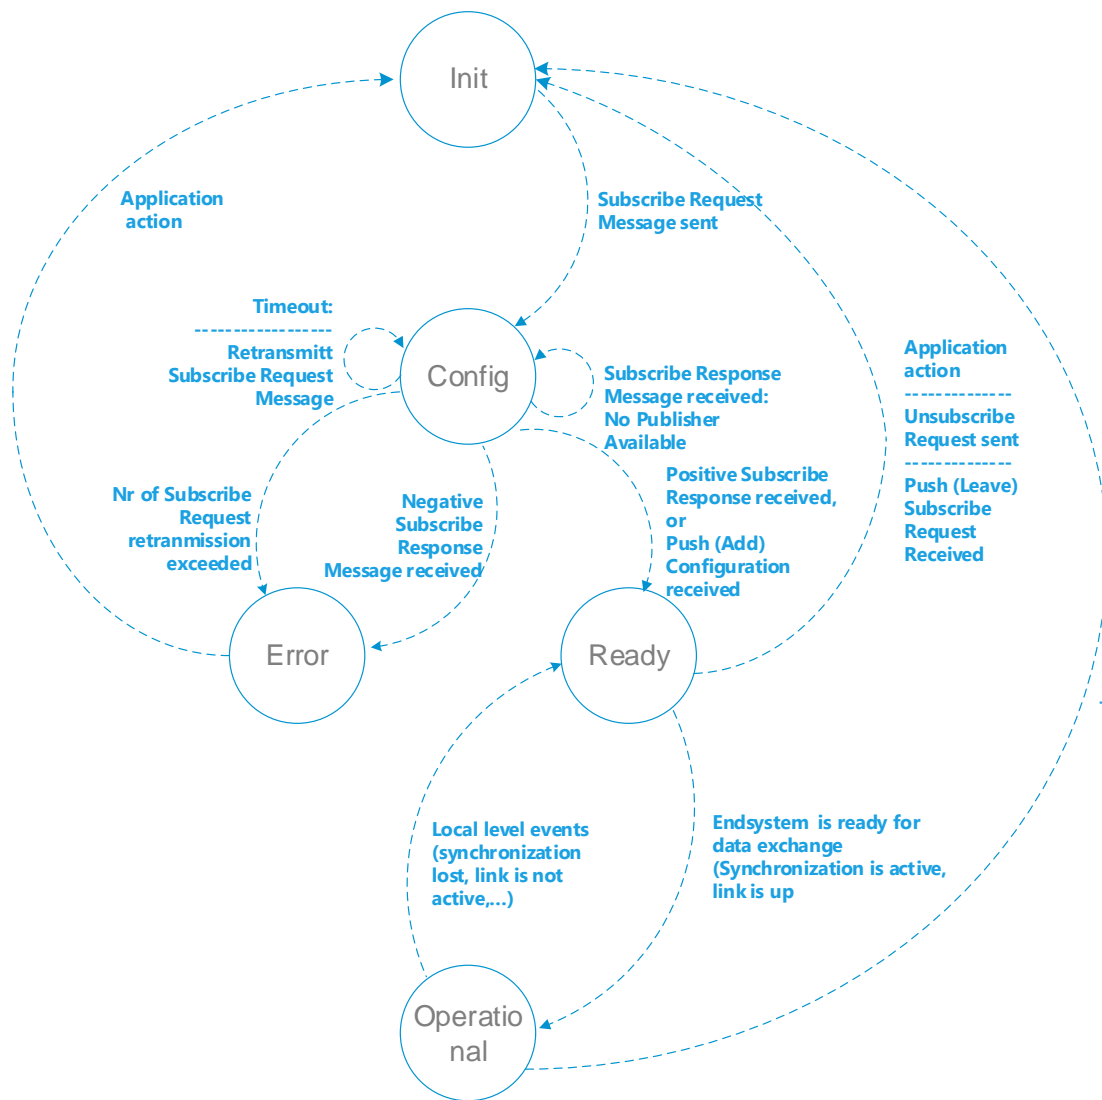 Init
Application
action
Subscribe Request
Message sent
Timeout:
------------------
Retransmitt
Subscribe Request
Message
Config
Subscribe Response
Message received:
No Publisher
Available
Application
action
--------------
Unsubscribe
Request sent
--------------
Push (Leave)
Subscribe
Request
Received
Nr of Subscribe
Request
retranmission
exceeded
Negative
Subscribe
Response
Message received
Positive Subscribe
Response received,
or
Push (Add)
Configuration
received
Error
Ready
Local level events
(synchronization
lost, link is not
active,...)
Endsystem is ready for
data exchange
(Synchronization is active,
link is up
Operatio
nal